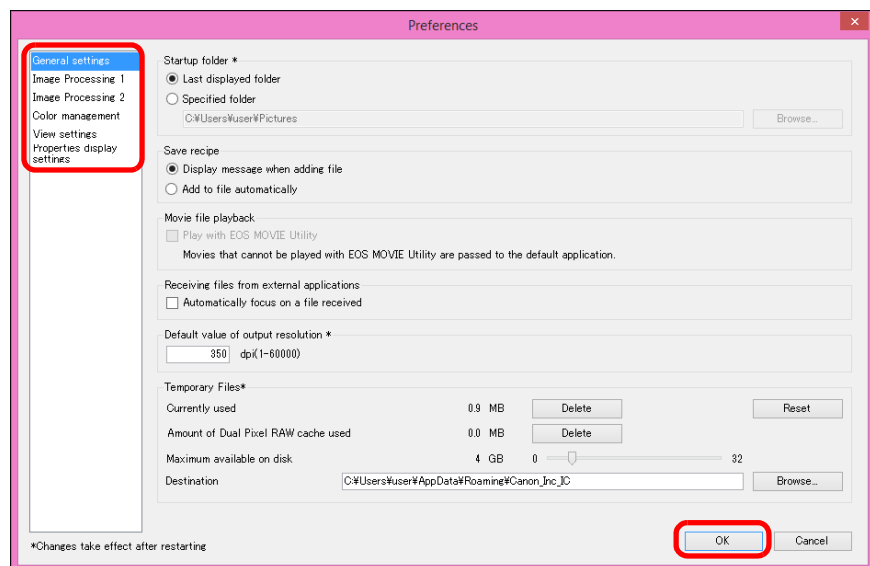 Preferences
General settings
Image Processing 1
Image Processing 2
Color management
View settings
Properties display
settings
Startup folder *
Last displayed folder
Specified folder
C:¥Users¥user¥Pictures
Browse...
Save recipe
Display message when adding file
Add to file automatically
Movie file playback
Play with EOS MOVIE Utility
Movies that cannot be played with EOS MOVIE Utility are passed to the default application.
Receiving files from external applications
Automatically focus on a file received
Default value of output resolution *
350 dpi(1-60000)
Temporary Files*
Currently used 0.9 MB Delete Reset
Amount of Dual Pixel RAW cache used 0.0 MB Delete
Maximum available on disk 4 GB 0 32
Destination C:¥Users¥user¥AppData¥Roaming¥Canon_Inc_IC Browse...
*Changes take effect after restarting
OK Cancel